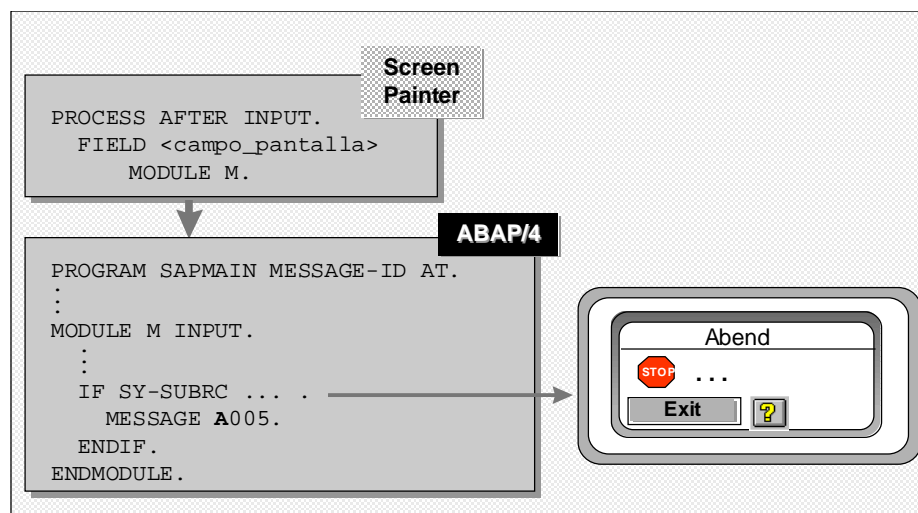 Screen
Painter
PROCESS AFTER INPUT.
FIELD <campo_pantalla>
MODULE M.
ABAP/4
PROGRAM SAPMAIN MESSAGE-ID AT.
:
:
MODULE M INPUT.
:
:
IF SY-SUBRC ... .
MESSAGE A005.
ENDIF.
ENDMODULE.
Abend
STOP ...
Exit ?